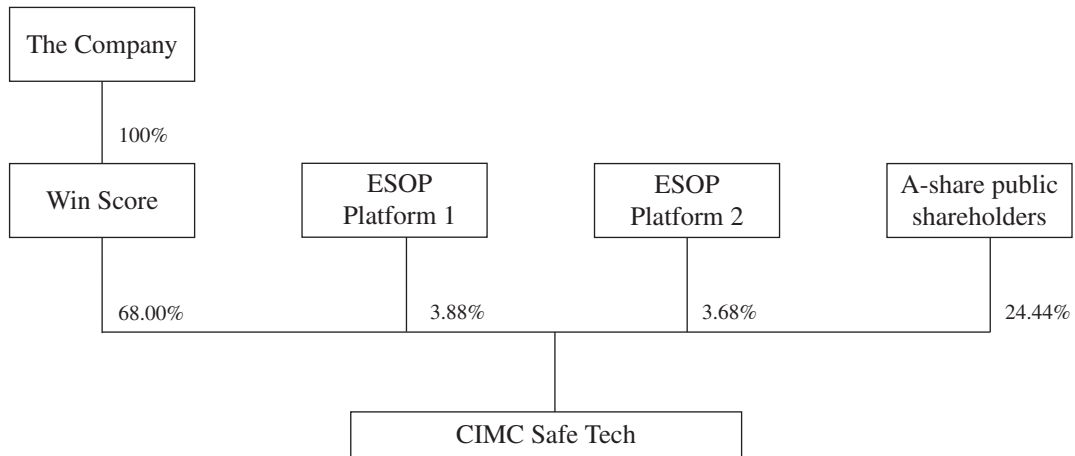 The Company
100%
Win Score
ESOP
Platform 1
ESOP
Platform 2
A-share public
shareholders
68.00%
3.88%
3.68%
24.44%
CIMC Safe Tech